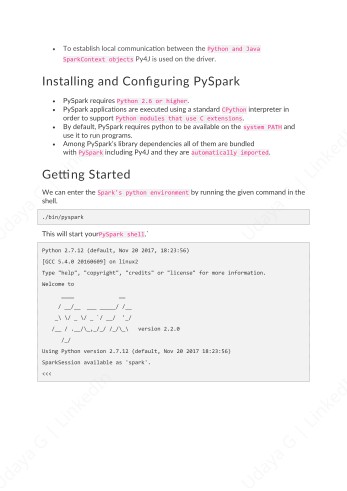 • To establish local communication between the Python and Java
SparkContext objects Py4J is used on the driver.
Installing and Configuring PySpark
• PySpark requires Python 2.6 or higher.
• PySpark applications are executed using a standard CPython interpreter in
order to support Python modules that use C extensions.
• By default, PySpark requires python to be available on the system PATH and
use it to run programs.
• Among PySpark's library dependencies all of them are bundled
with PySpark including Py4J and they are automatically imported.
Getting Started
We can enter the Spark's python environment by running the given command in the
shell.
./bin/pyspark
This will start yourPySpark shell.`
Python 2.7.12 (default, Nov 20 2017, 18:23:56)
[GCC 5.4.0 20160609] on linux2
Type "help", "copyright", "credits" or "license" for more information.
Welcome to
version 2.2.0
Using Python version 2.7.12 (default, Nov 20 2017 18:23:56)
SparkSession available as 'spark'.
<<<
Udaya G | LinkedIn